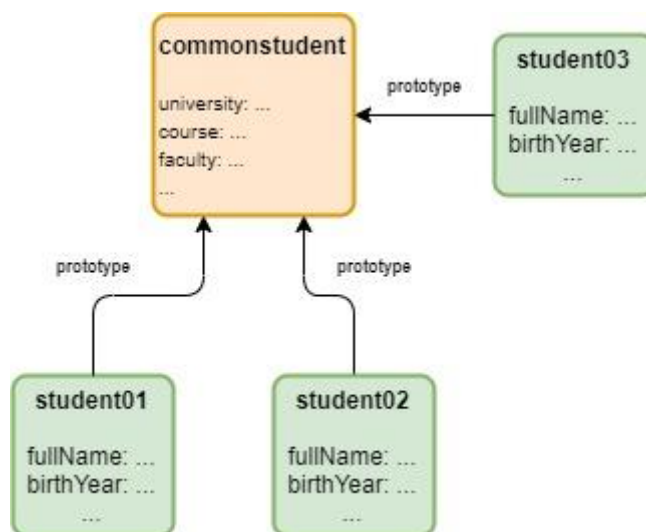 commonstudent
university: ...
course: ...
faculty: ...
...
prototype
student03
fullName: ...
birthYear: ...
...
prototype
prototype
student01
fullName: ...
birthYear: ...
...
student02
fullName: ...
birthYear: ...
...